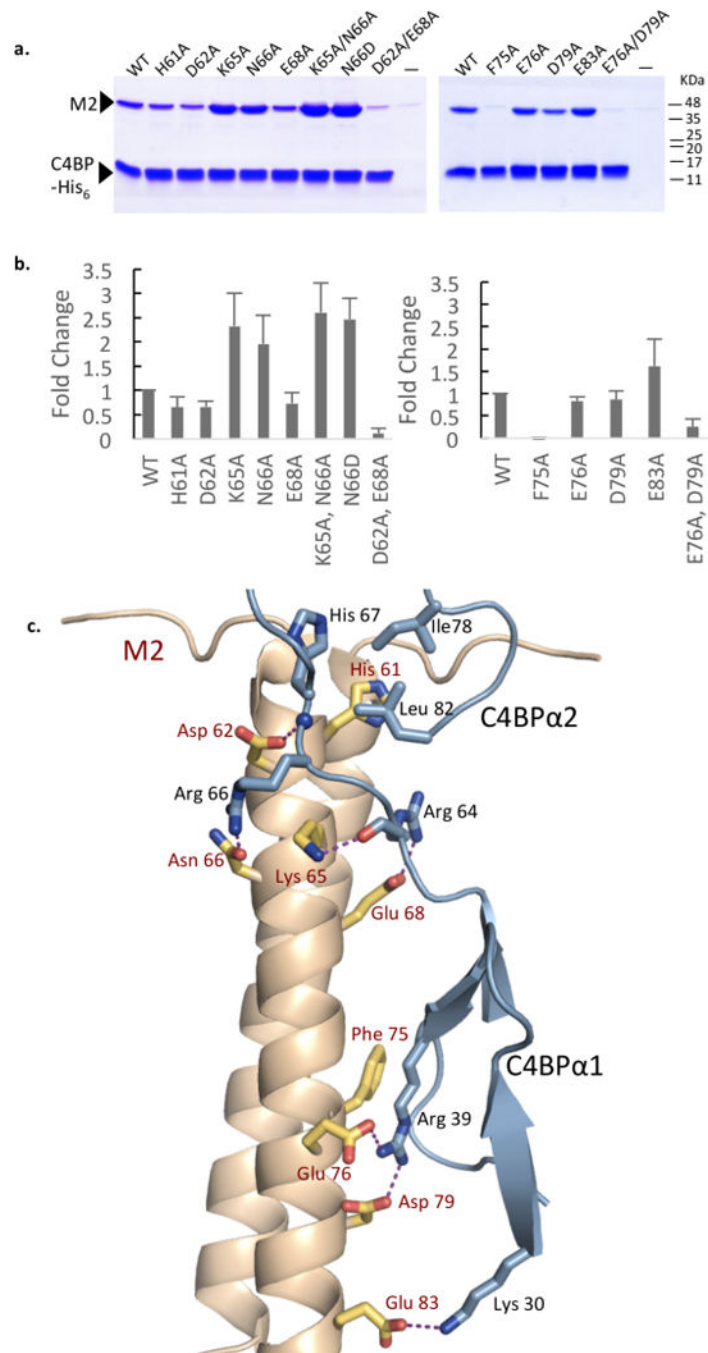 a.
WT H61A D62A K65A N66A E68A K65A/N66A N66D D62A/E68A —
WT F75A E76A D79A E83A E76A/D79A —
KDa
M2
C4BP
-His6
48
35
25
20
17
11
b.
Fold Change
3.5
3
2.5
2
1.5
1
0.5
0
WT H61A D62A K65A N66A E68A K65A, N66A N66D D62A, E68A
Fold Change
3.5
3
2.5
2
1.5
1
0.5
0
WT F75A E76A D79A E83A E76A, D79A
c.
M2
His 67
Ile78
His 61
Leu 82
C4BPα2
Asp 62
Arg 66
Arg 64
Asn 66
Lys 65
Glu 68
Phe 75
C4BPα1
Arg 39
Glu 76
Asp 79
Glu 83
Lys 30